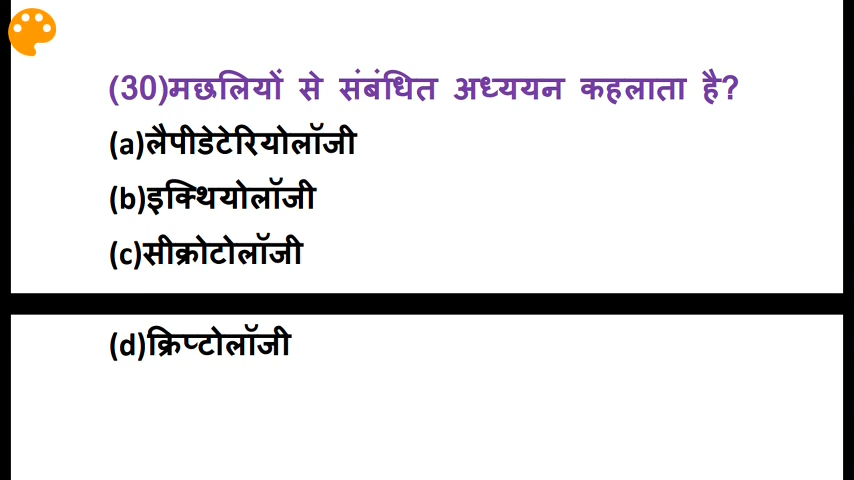 (30)मछलियों से संबंधित अध्ययन कहलाता है?
(a)लैपीडेटेरियोलॉजी
(b)इक्थियोलॉजी
(c)सीक्रोटोलॉजी
(d)क्रिप्टोलॉजी